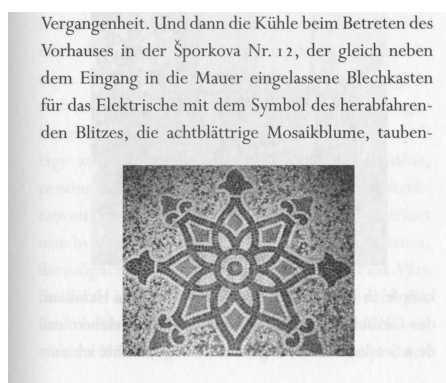 Vergangenheit. Und dann die Kühle beim Betreten des
Vorhauses in der Šporkova Nr. 12, der gleich neben
dem Eingang in die Mauer eingelassene Blechkasten
für das Elektrische mit dem Symbol des herabfahren-
den Blitzes, die achtblättrige Mosaikblume, tauben-